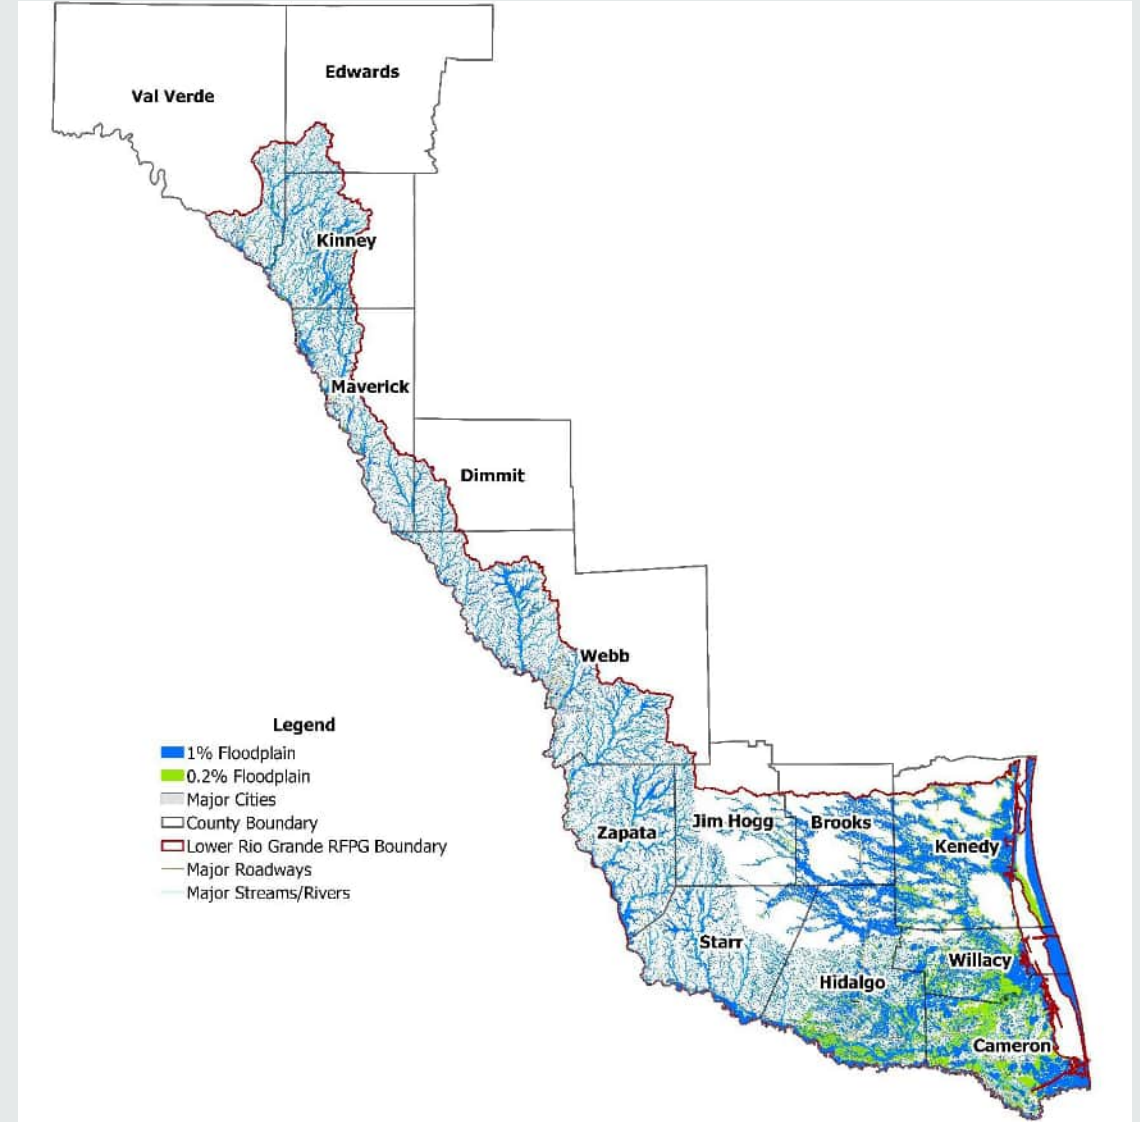 Edwards
Val Verde
Kinney
Maverick
Dimmit
Webb
Legend
1% Floodplain
0.2% Floodplain
Major Cities
County Boundary
Lower Rio Grande RFPG Boundary
Major Roadways
Major Streams/Rivers
Zapata
Jim Hogg
Brooks
Kenedy
Starr
Willacy
Hidalgo
Cameron